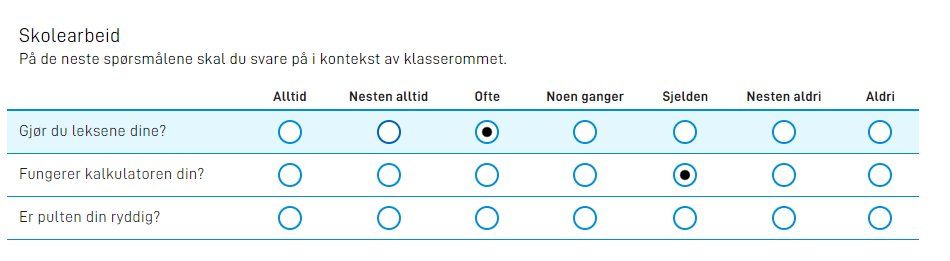 Skolearbeid
På de neste spørsmålene skal du svare på i kontekst av klasserommet.
Alltid Nesten alltid Ofte Noen ganger Sjelden Nesten aldri Aldri
Gjør du leksene dine?
Fungerer kalkulatoren din?
Er pulten din ryddig?